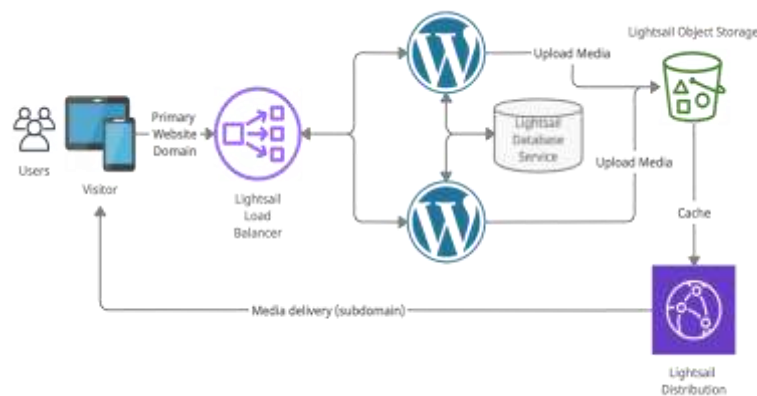 Lightsail Object Storage
Upload Media
Primary
Website
Domain
Lightsail
Database
Service
Users
Visitor
Lightsail
Load
Balancer
Upload Media
Cache
Media delivery (subdomain)
Lightsail
Distribution